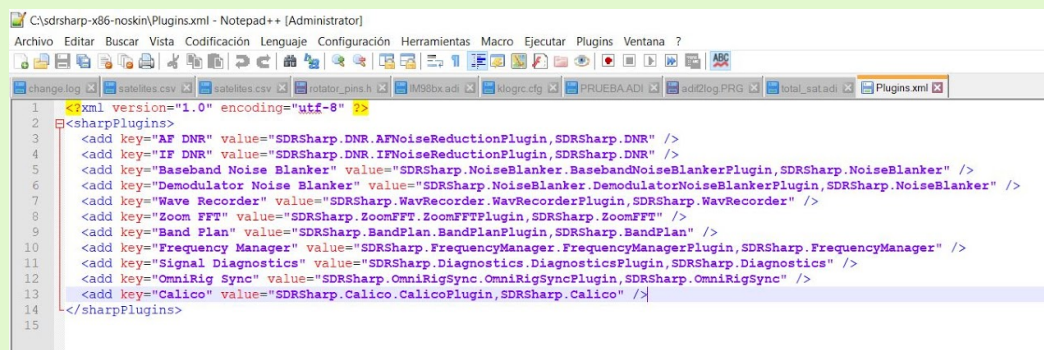 C:\sdrsharp-x86-noskin\Plugins.xml - Notepad++ [Administrator]
Archivo Editar Buscar Vista Codificación Lenguaje Configuración Herramientas Macro Ejecutar Plugins Ventana ?
ABC
change.log satelites.csv satelites.csv rotator_pins.h IM98bx.adi klogrc.cfg PRUEBA.ADI adif2log.PRG total_sat.adi Plugins.xml
1 <?xml version="1.0" encoding="utf-8" ?>
2 <sharpPlugins>
3 <add key="AF DNR" value="SDRSharp.DNR.AFNoiseReductionPlugin,SDRSharp.DNR" />
4 <add key="IF DNR" value="SDRSharp.DNR.IFNoiseReductionPlugin,SDRSharp.DNR" />
5 <add key="Baseband Noise Blanker" value="SDRSharp.NoiseBlanker.BasebandNoiseBlankerPlugin,SDRSharp.NoiseBlanker" />
6 <add key="Demodulator Noise Blanker" value="SDRSharp.NoiseBlanker.DemodulatorNoiseBlankerPlugin,SDRSharp.NoiseBlanker" />
7 <add key="Wave Recorder" value="SDRSharp.WavRecorder.WavRecorderPlugin,SDRSharp.WavRecorder" />
8 <add key="Zoom FFT" value="SDRSharp.ZoomFFT.ZoomFFTPlugin,SDRSharp.ZoomFFT" />
9 <add key="Band Plan" value="SDRSharp.BandPlan.BandPlanPlugin,SDRSharp.BandPlan" />
10 <add key="Frequency Manager" value="SDRSharp.FrequencyManager.FrequencyManagerPlugin,SDRSharp.FrequencyManager" />
11 <add key="Signal Diagnostics" value="SDRSharp.Diagnostics.DiagnosticsPlugin,SDRSharp.Diagnostics" />
12 <add key="OmniRig Sync" value="SDRSharp.OmniRigSync.OmniRigSyncPlugin,SDRSharp.OmniRigSync" />
13 <add key="Calico" value="SDRSharp.Calico.CalicoPlugin,SDRSharp.Calico" />
14 </sharpPlugins>
15